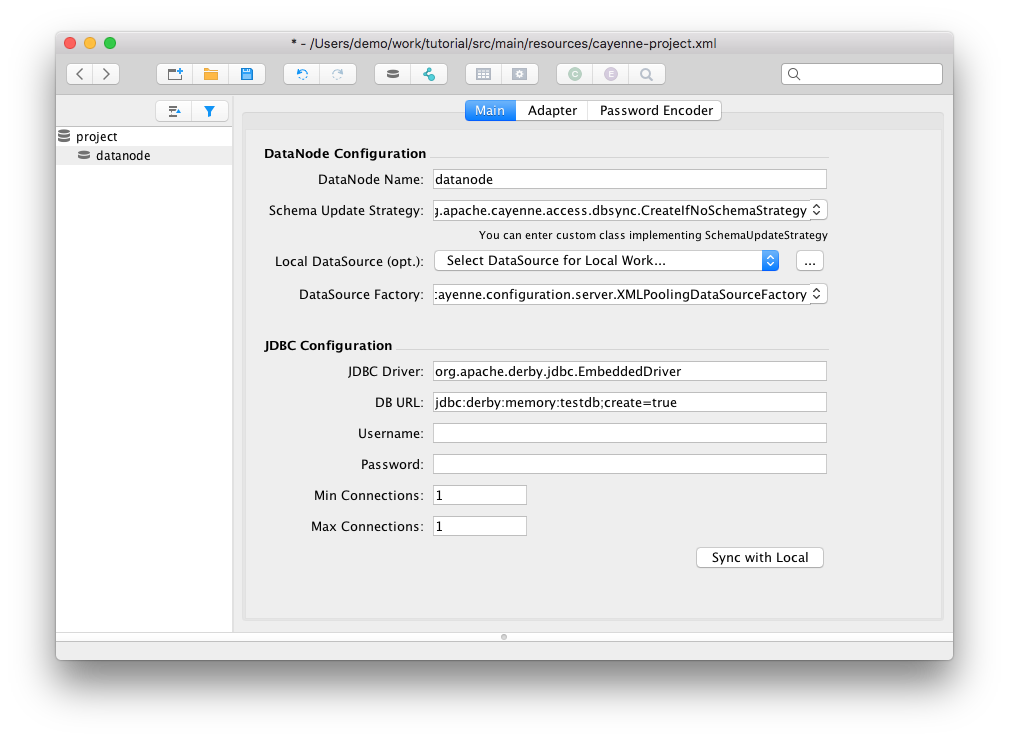 * - /Users/demo/work/tutorial/src/main/resources/cayenne-project.xml
C E
Main Adapter Password Encoder
project
datanode
DataNode Configuration
DataNode Name: datanode
Schema Update Strategy: g.apache.cayenne.access.dbsync.CreateIfNoSchemaStrategy
You can enter custom class implementing SchemaUpdateStrategy
Local DataSource (opt.): Select DataSource for Local Work... ...
DataSource Factory: cayenne.configuration.server.XMLPoolingDataSourceFactory
JDBC Configuration
JDBC Driver: org.apache.derby.jdbc.EmbeddedDriver
DB URL: jdbc:derby:memory:testdb;create=true
Username:
Password:
Min Connections: 1
Max Connections: 1
Sync with Local